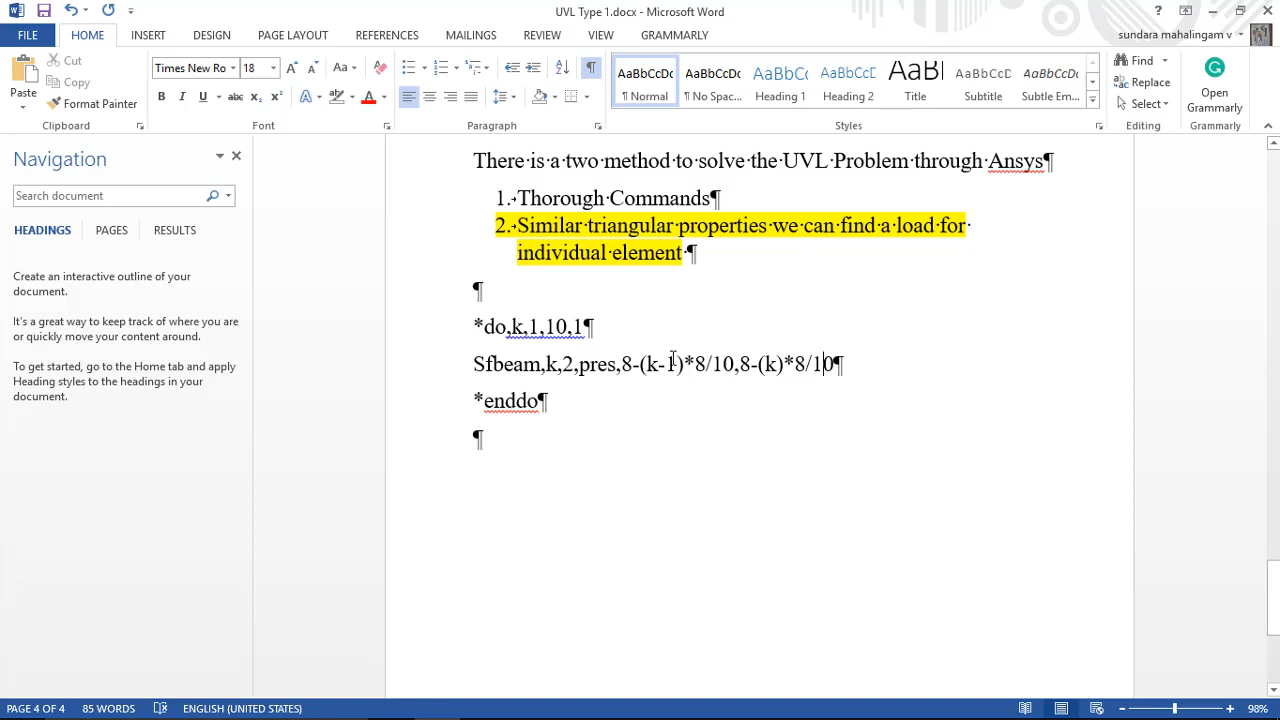 UVL Type 1.docx - Microsoft Word
FILE HOME INSERT DESIGN PAGE LAYOUT REFERENCES MAILINGS REVIEW VIEW GRAMMARLY sundara mahalingam v
Paste
Cut
Copy
Format Painter
Clipboard
Times New Ro 18
Font
Paragraph
AaBbCcDc AaBbCcDc AaBbCc AaBbCcD AaBl AaBbCcD AaBbCcDc
¶ Normal ¶ No Spac... Heading 1 Heading 2 Title Subtitle Subtle Em...
Styles
Find
Replace
Select
Editing
Open
Grammarly
Grammarly
Navigation
Search document
HEADINGS PAGES RESULTS
Create an interactive outline of your
document.
It's a great way to keep track of where you are
or quickly move your content around.
To get started, go to the Home tab and apply
Heading styles to the headings in your
document.
There·is·a·two·method·to·solve·the·UVL·Problem·through·Ansys¶
1.→Thorough·Commands¶
2.→Similar·triangular·properties·we·can·find·a·load·for·
individual·element·¶
¶
*do,k,1,10,1¶
Sfbeam,k,2,pres,8-(k-1)*8/10,8-(k)*8/10¶
*enddo¶
¶
PAGE 4 OF 4 85 WORDS ENGLISH (UNITED STATES) 98%